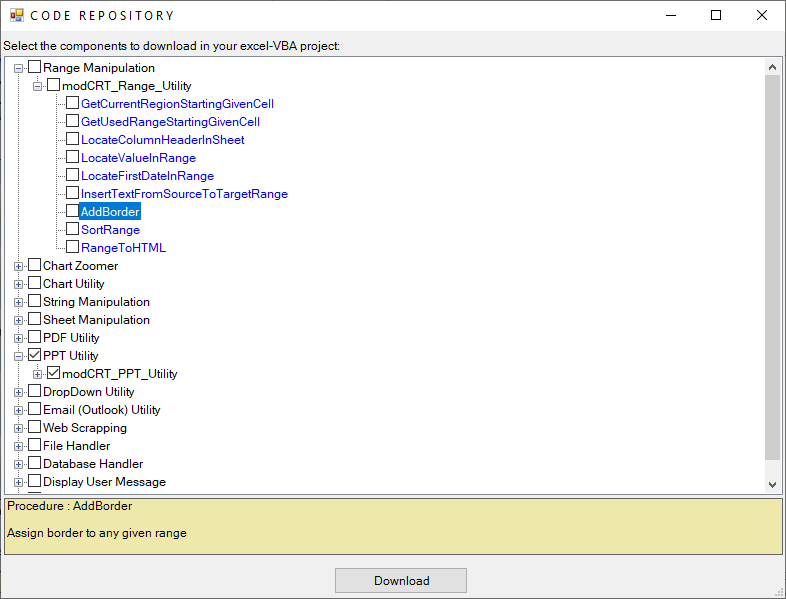 CODE REPOSITORY
Select the components to download in your excel-VBA project:
Range Manipulation
modCRT_Range_Utility
GetCurrentRegionStartingGivenCell
GetUsedRangeStartingGivenCell
LocateColumnHeaderInSheet
LocateValueInRange
LocateFirstDateInRange
InsertTextFromSourceToTargetRange
AddBorder
SortRange
RangeToHTML
Chart Zoomer
Chart Utility
String Manipulation
Sheet Manipulation
PDF Utility
PPT Utility
modCRT_PPT_Utility
DropDown Utility
Email (Outlook) Utility
Web Scrapping
File Handler
Database Handler
Display User Message
Procedure : AddBorder
Assign border to any given range
Download